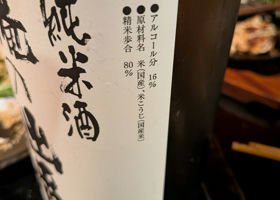 ●アルコール分 16%
●原材料名 米(国産)、米こうじ(国産米)
●精米歩合 80%
純米酒